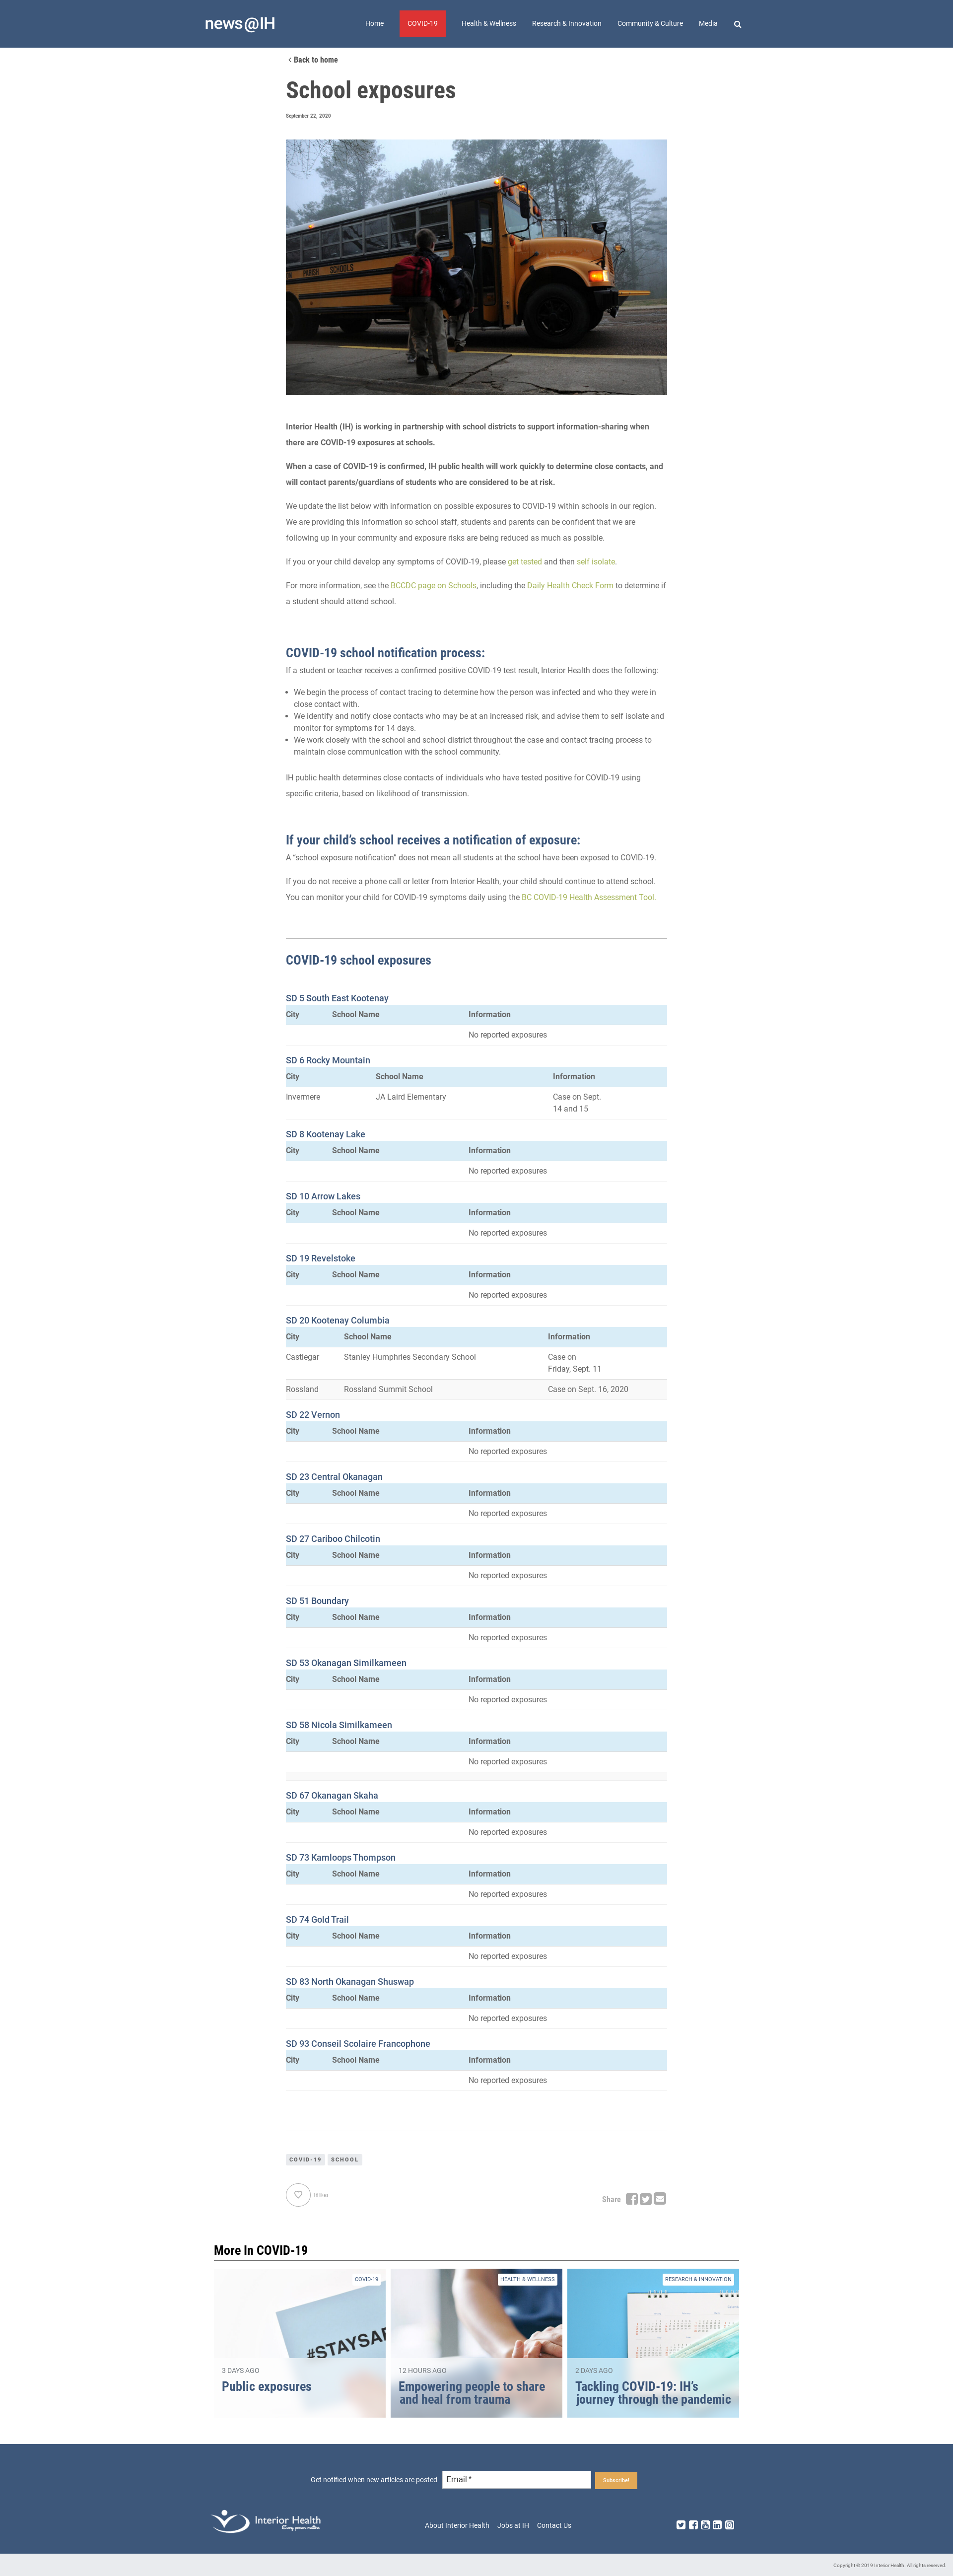 news@IH
Home
COVID-19
Health & Wellness
Research & Innovation
Community & Culture
Media
Back to home
School exposures
September 22, 2020
PARISH SCHOOLS
Interior Health (IH) is working in partnership with school districts to support information-sharing when
there are COVID-19 exposures at schools.
When a case of COVID-19 is confirmed, IH public health will work quickly to determine close contacts, and
will contact parents/guardians of students who are considered to be at risk.
We update the list below with information on possible exposures to COVID-19 within schools in our region.
We are providing this information so school staff, students and parents can be confident that we are
following up in your community and exposure risks are being reduced as much as possible.
If you or your child develop any symptoms of COVID-19, please get tested and then self isolate.
For more information, see the BCCDC page on Schools, including the Daily Health Check Form to determine if
a student should attend school.
COVID-19 school notification process:
If a student or teacher receives a confirmed positive COVID-19 test result, Interior Health does the following:
• We begin the process of contact tracing to determine how the person was infected and who they were in
close contact with.
• We identify and notify close contacts who may be at an increased risk, and advise them to self isolate and
monitor for symptoms for 14 days.
• We work closely with the school and school district throughout the case and contact tracing process to
maintain close communication with the school community.
IH public health determines close contacts of individuals who have tested positive for COVID-19 using
specific criteria, based on likelihood of transmission.
If your child’s school receives a notification of exposure:
A “school exposure notification” does not mean all students at the school have been exposed to COVID-19.
If you do not receive a phone call or letter from Interior Health, your child should continue to attend school.
You can monitor your child for COVID-19 symptoms daily using the BC COVID-19 Health Assessment Tool.
COVID-19 school exposures
SD 5 South East Kootenay
City School Name Information
No reported exposures
SD 6 Rocky Mountain
City School Name Information
Invermere JA Laird Elementary Case on Sept.
14 and 15
SD 8 Kootenay Lake
City School Name Information
No reported exposures
SD 10 Arrow Lakes
City School Name Information
No reported exposures
SD 19 Revelstoke
City School Name Information
No reported exposures
SD 20 Kootenay Columbia
City School Name Information
Castlegar Stanley Humphries Secondary School Case on
Friday, Sept. 11
Rossland Rossland Summit School Case on Sept. 16, 2020
SD 22 Vernon
City School Name Information
No reported exposures
SD 23 Central Okanagan
City School Name Information
No reported exposures
SD 27 Cariboo Chilcotin
City School Name Information
No reported exposures
SD 51 Boundary
City School Name Information
No reported exposures
SD 53 Okanagan Similkameen
City School Name Information
No reported exposures
SD 58 Nicola Similkameen
City School Name Information
No reported exposures
SD 67 Okanagan Skaha
City School Name Information
No reported exposures
SD 73 Kamloops Thompson
City School Name Information
No reported exposures
SD 74 Gold Trail
City School Name Information
No reported exposures
SD 83 North Okanagan Shuswap
City School Name Information
No reported exposures
SD 93 Conseil Scolaire Francophone
City School Name Information
No reported exposures
COVID-19 SCHOOL
likes
Share
More In COVID-19
COVID-19
#STAYSAF
3 DAYS AGO
Public exposures
HEALTH & WELLNESS
12 HOURS AGO
Empowering people to share
and heal from trauma
RESEARCH & INNOVATION
2 DAYS AGO
Tackling COVID-19: IH’s
journey through the pandemic
Get notified when new articles are posted
Email *
Subscribe!
Interior Health
Every person matters
About Interior Health
Jobs at IH
Contact Us
Copyright © 2019 Interior Health. All rights reserved.